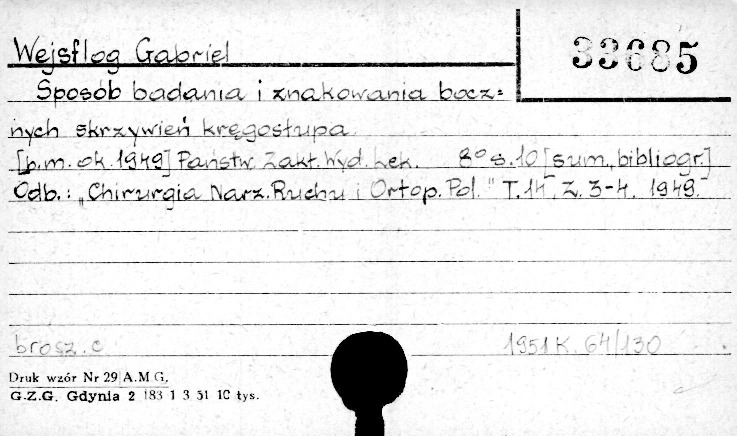 Wejsflog Gabriel
33685
Sposób badania i znakowania bocz=
nych skrzywień kręgosłupa
[b.m. ok. 1949] Państw. Zakł. Wyd. Lek. 8° s. 10 [sum., bibliogr.]
Odb.: "Chirurgia Narz. Ruchu i Ortop. Pol." T. 14, Z. 3-4, 1949.
brosz. c 1951 K. 64/130
Druk wzór Nr 29 A.M.G.
G.Z.G. Gdynia 2 183 1 3 51 10 tys.